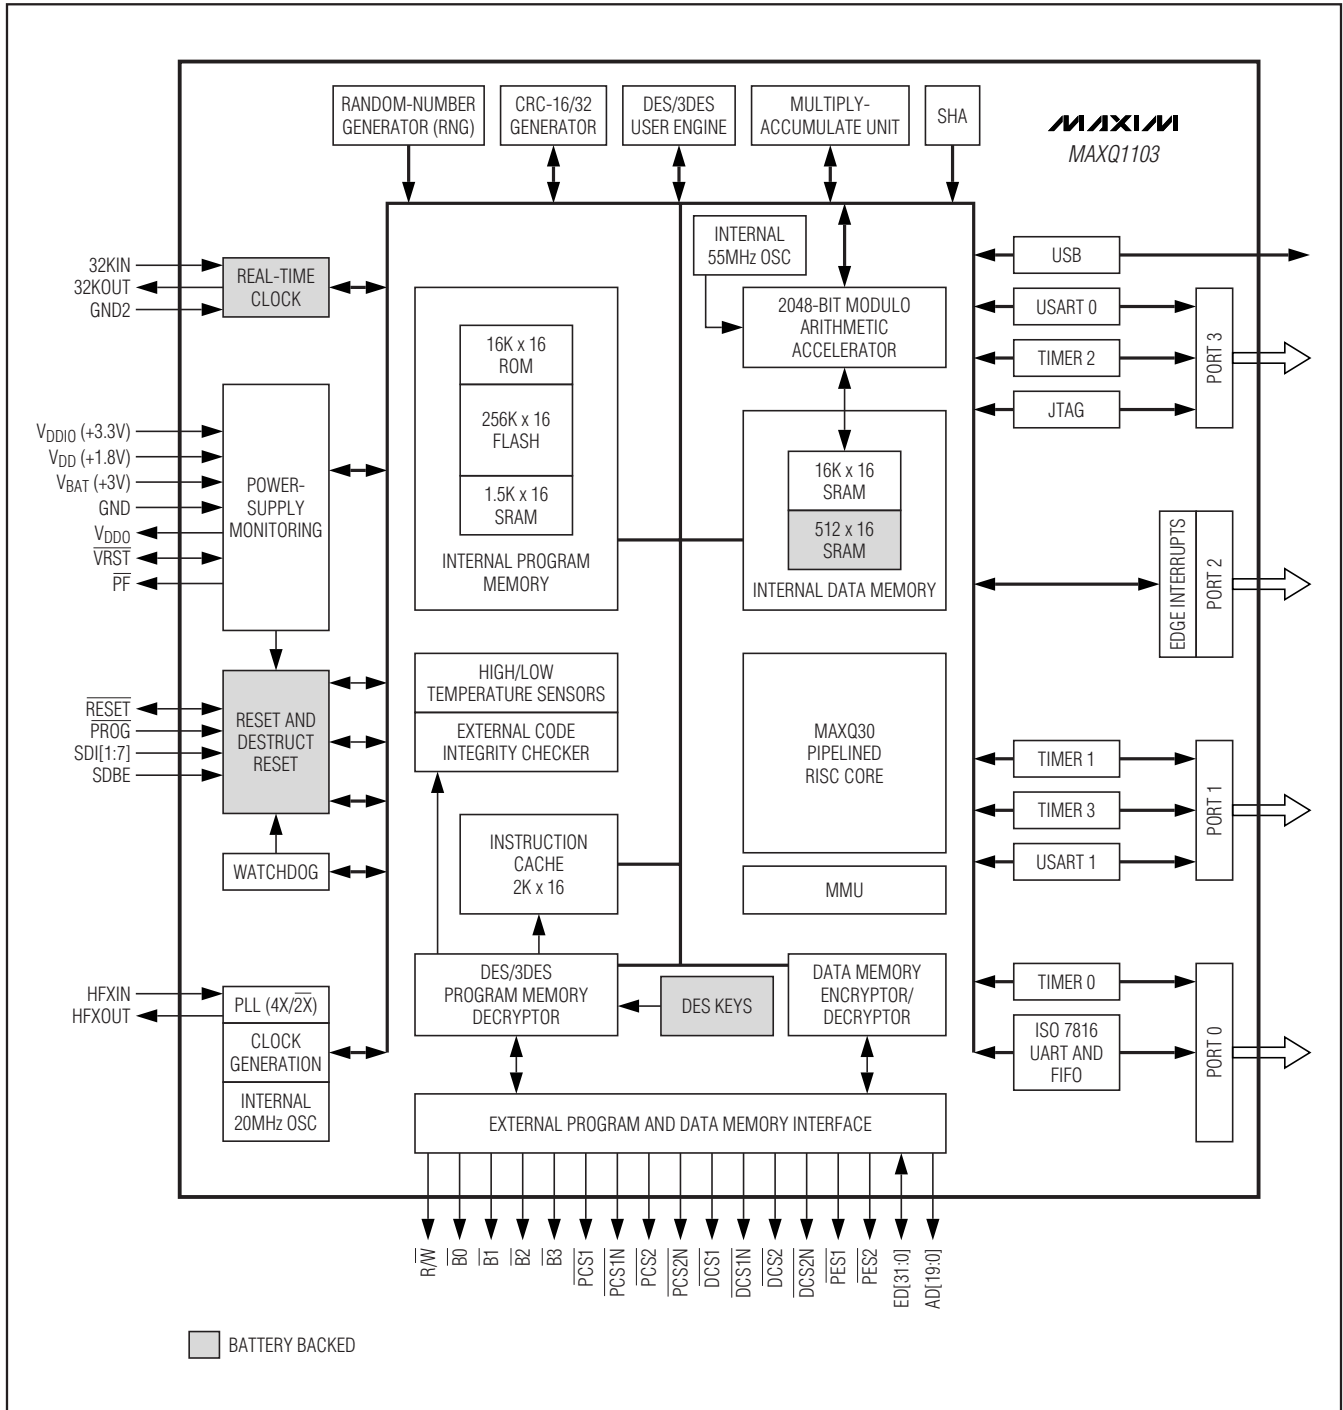 RANDOM-NUMBER
GENERATOR (RNG)
CRC-16/32
GENERATOR
DES/3DES
USER ENGINE
MULTIPLY-
ACCUMULATE UNIT
SHA
MAXIM
MAXQ1103
32KIN
32KOUT
GND2
REAL-TIME
CLOCK
INTERNAL
55MHz OSC
USB
USART 0
TIMER 2
JTAG
PORT 3
2048-BIT MODULO
ARITHMETIC
ACCELERATOR
16K x 16
ROM
256K x 16
FLASH
1.5K x 16
SRAM
INTERNAL PROGRAM
MEMORY
16K x 16
SRAM
512 x 16
SRAM
INTERNAL DATA MEMORY
VDDIO (+3.3V)
VDD (+1.8V)
VBAT (+3V)
GND
VDDO
VRST
PF
POWER-
SUPPLY
MONITORING
EDGE INTERRUPTS
PORT 2
RESET
PROG
SDI[1:7]
SDBE
RESET AND
DESTRUCT
RESET
HIGH/LOW
TEMPERATURE SENSORS
EXTERNAL CODE
INTEGRITY CHECKER
MAXQ30
PIPELINED
RISC CORE
TIMER 1
TIMER 3
USART 1
PORT 1
WATCHDOG
INSTRUCTION
CACHE
2K x 16
MMU
HFXIN
HFXOUT
PLL (4X/2X)
CLOCK
GENERATION
INTERNAL
20MHz OSC
DES/3DES
PROGRAM MEMORY
DECRYPTOR
DES KEYS
DATA MEMORY
ENCRYPTOR/
DECRYPTOR
TIMER 0
ISO 7816
UART AND
FIFO
PORT 0
EXTERNAL PROGRAM AND DATA MEMORY INTERFACE
R/W
B0
B1
B2
B3
PCS1
PCS1N
PCS2
PCS2N
DCS1
DCS1N
DCS2
DCS2N
PES1
PES2
ED[31:0]
AD[19:0]
BATTERY BACKED